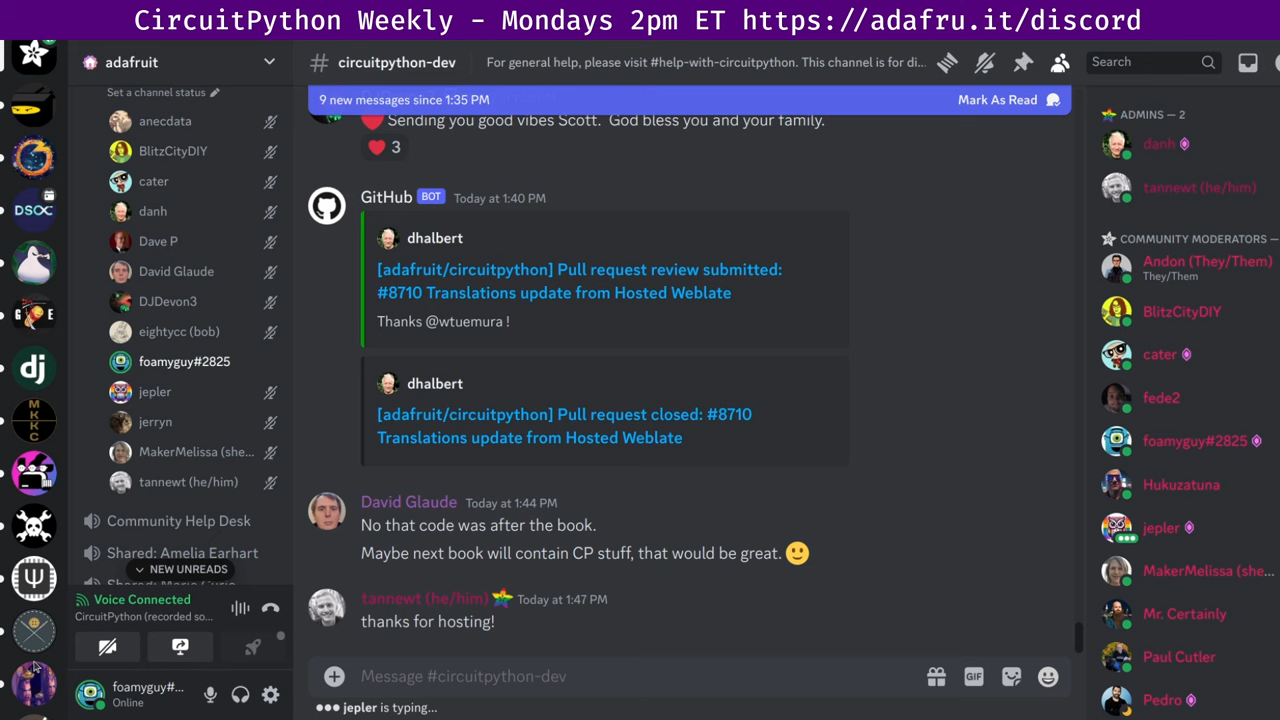 CircuitPython Weekly - Mondays 2pm ET https://adafru.it/discord
adafruit
Set a channel status
anecdata
BlitzCityDIY
cater
danh
Dave P
David Glaude
DJDevon3
eightycc (bob)
foamyguy#2825
jepler
jerryn
MakerMelissa (she...
tannewt (he/him)
Community Help Desk
Shared: Amelia Earhart
NEW UNREADS
Voice Connected
CircuitPython (recorded so...
foamyguy#...
Online
# circuitpython-dev
For general help, please visit #help-with-circuitpython. This channel is for di...
Search
9 new messages since 1:35 PM
Mark As Read
❤️ Sending you good vibes Scott. God bless you and your family.
❤️ 3
GitHub BOT Today at 1:40 PM
dhalbert
[adafruit/circuitpython] Pull request review submitted:
#8710 Translations update from Hosted Weblate
Thanks @wtuemura !
dhalbert
[adafruit/circuitpython] Pull request closed: #8710
Translations update from Hosted Weblate
David Glaude Today at 1:44 PM
No that code was after the book.
Maybe next book will contain CP stuff, that would be great. 🙂
tannewt (he/him) Today at 1:47 PM
thanks for hosting!
Message #circuitpython-dev
GIF
jepler is typing...
ADMINS — 2
danh
tannewt (he/him)
COMMUNITY MODERATORS —
Andon (They/Them)
They/Them
BlitzCityDIY
cater
fede2
foamyguy#2825
Hukuzatuna
jepler
MakerMelissa (she...
Mr. Certainly
Paul Cutler
Pedro
DSOC
dj
MK
KC